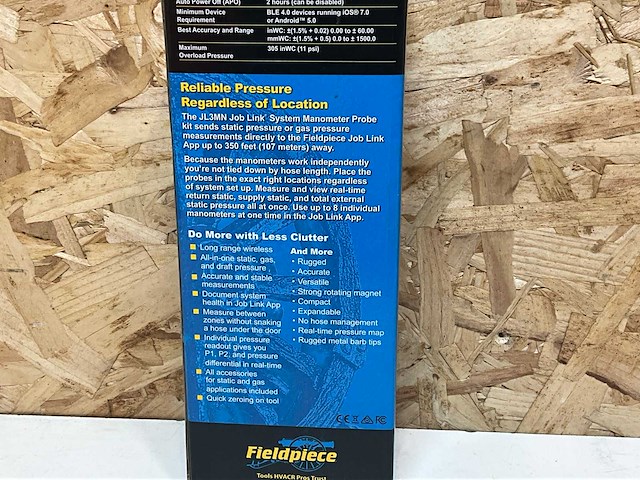 Auto Power Off (APO) 2 hours (can be disabled)
Minimum Device Requirement
BLE 4.0 devices running iOS® 7.0
or Android™ 5.0
Best Accuracy and Range
inWC: ±(1.5% + 0.02) 0.00 to ± 60.00
mmWC: ±(1.5% + 0.5) 0.0 to ± 1500.0
Maximum
Overload Pressure
305 inWC (11 psi)
Reliable Pressure
Regardless of Location
The JL3MN Job Link® System Manometer Probe
kit sends static pressure or gas pressure
measurements directly to the Fieldpiece Job Link
App up to 350 feet (107 meters) away.
Because the manometers work independently
you're not tied down by hose length. Place the
probes in the exact right locations regardless
of system set up. Measure and view real-time
return static, supply static, and total external
static pressure all at once. Use up to 8 individual
manometers at one time in the Job Link App.
Do More with Less Clutter
Long range wireless
All-in-one static, gas,
and draft pressure
Accurate and stable
measurements
Document system
health in Job Link App
Measure between
zones without snaking
a hose under the door
Individual pressure
readout gives you
P1, P2, and pressure
differential in real-time
All accessories
for static and gas
applications included
Quick zeroing on tool
And More
· Rugged
· Accurate
· Versatile
· Strong rotating magnet
· Compact
· Expandable
· No hose management
· Real-time pressure map
· Rugged metal barb tips
CE
FC
Fieldpiece
Tools HVACR Pros Trust